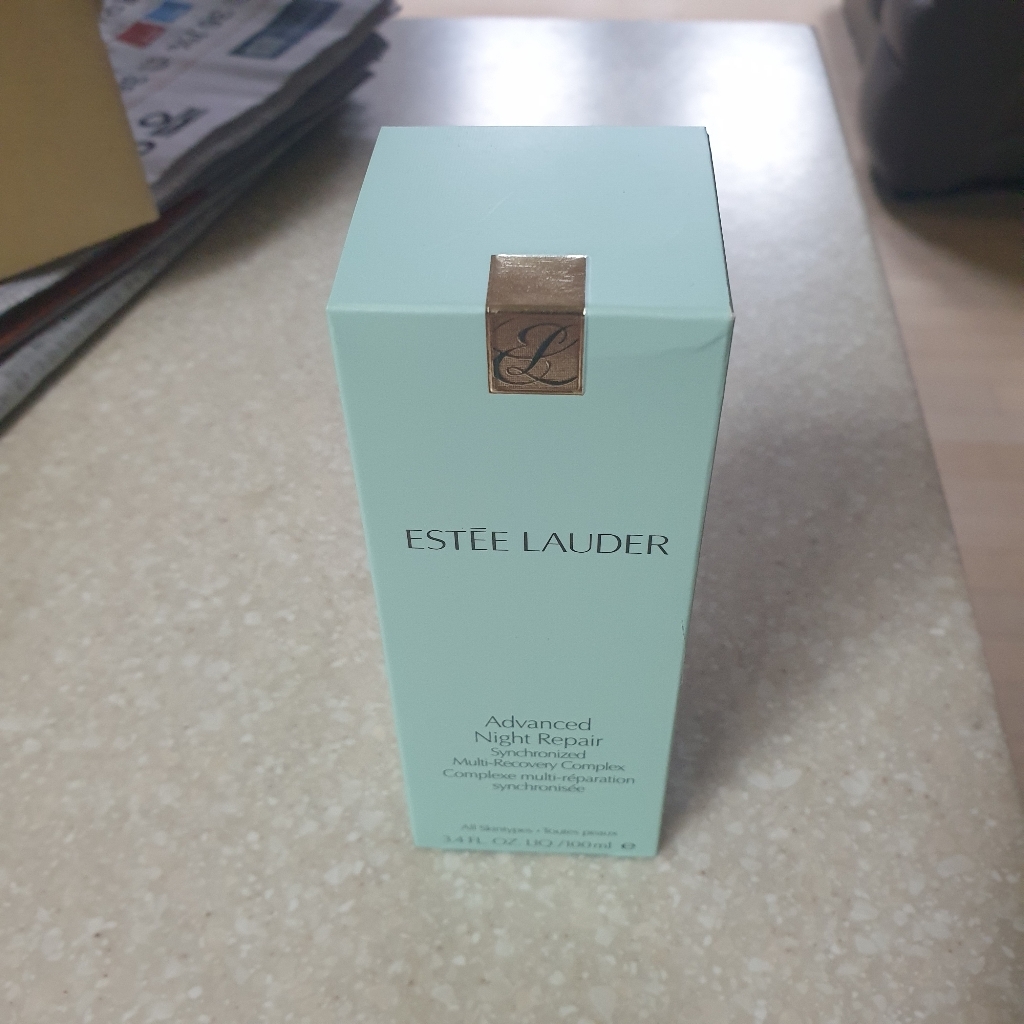 EL
ESTĒE LAUDER
Advanced
Night Repair
Synchronized
Multi-Recovery Complex
Complexe multi-réparation
synchronisée
All Skintypes • Toutes peaux
3.4 FL. OZ. LIQ /100 ml ℮